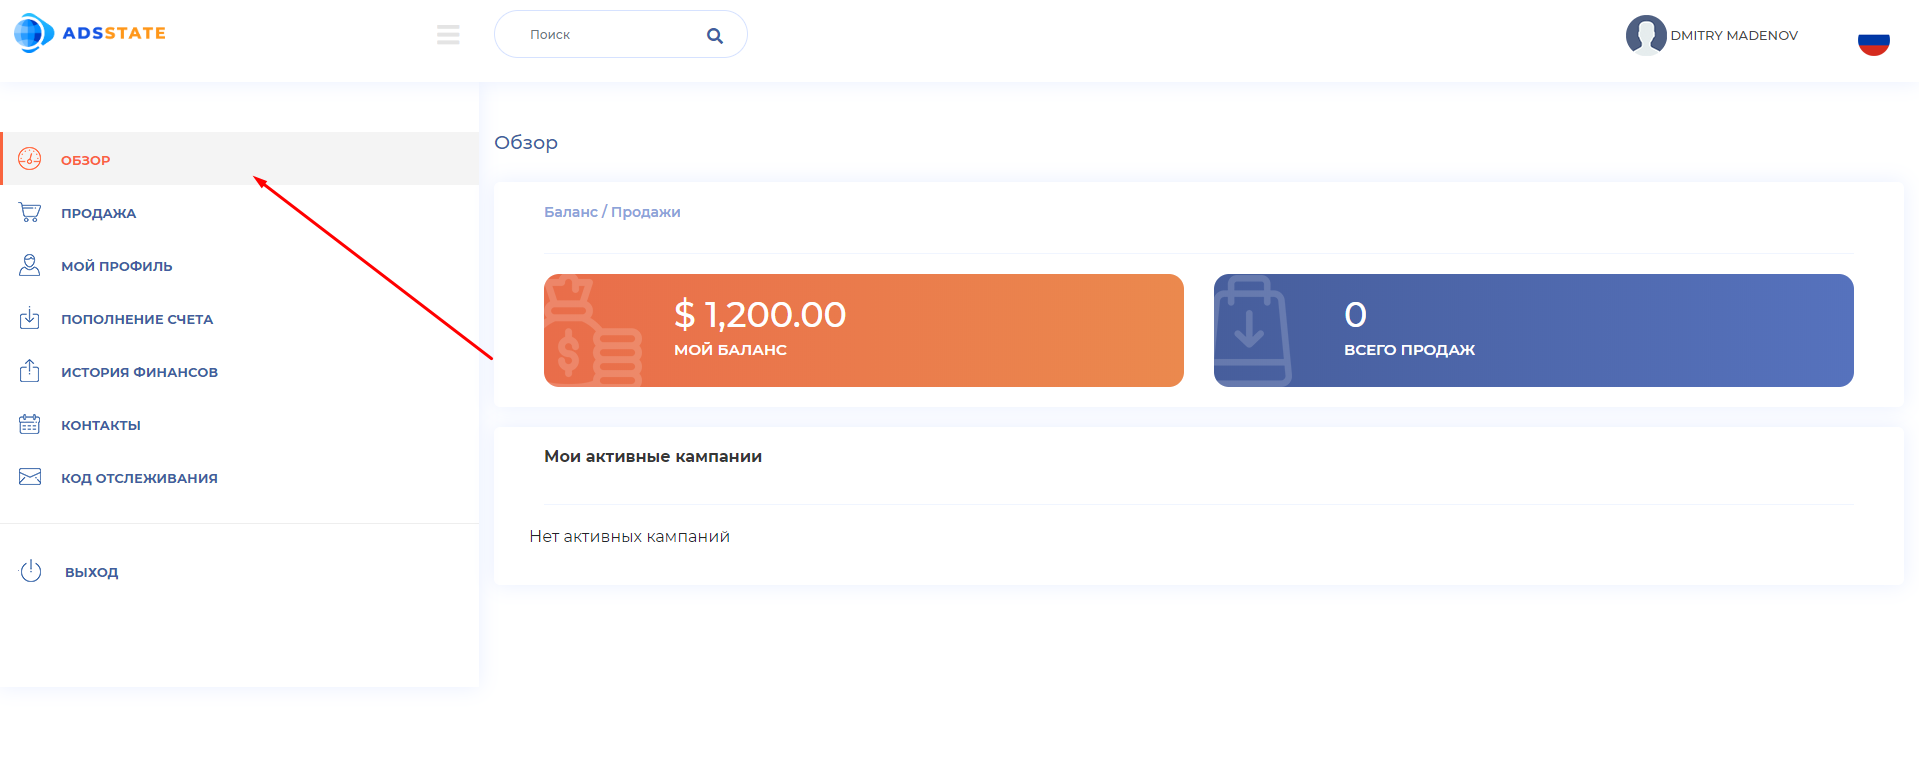 ADSSTATE
Поиск
DMITRY MADENOV
ОБЗОР
ПРОДАЖА
МОЙ ПРОФИЛЬ
ПОПОЛНЕНИЕ СЧЕТА
ИСТОРИЯ ФИНАНСОВ
КОНТАКТЫ
КОД ОТСЛЕЖИВАНИЯ
ВЫХОД
Обзор
Баланс / Продажи
$ 1,200.00
МОЙ БАЛАНС
0
ВСЕГО ПРОДАЖ
Мои активные кампании
Нет активных кампаний